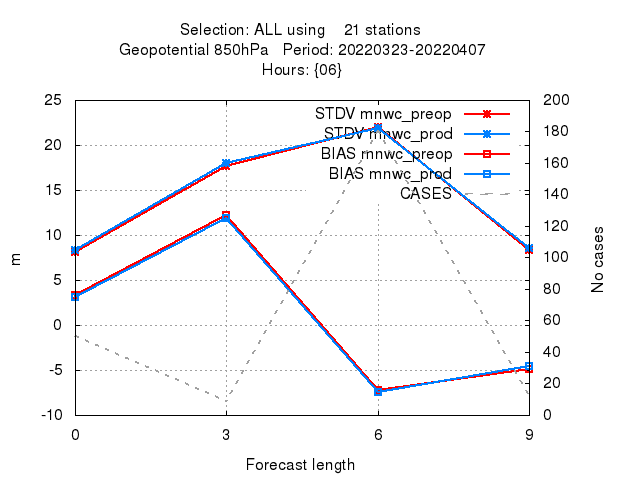 Selection: ALL using 21 stations
Geopotential 850hPa Period: 20220323-20220407
Hours: {06}
25 200
20 180
15 160
10 140
5 120
0 100
-5 80
-10 60
40
20
0
STDV mnwc_preop
STDV mnwc_prod
BIAS mnwc_preop
BIAS mnwc_prod
CASES
m
No cases
0 3 6 9
Forecast length